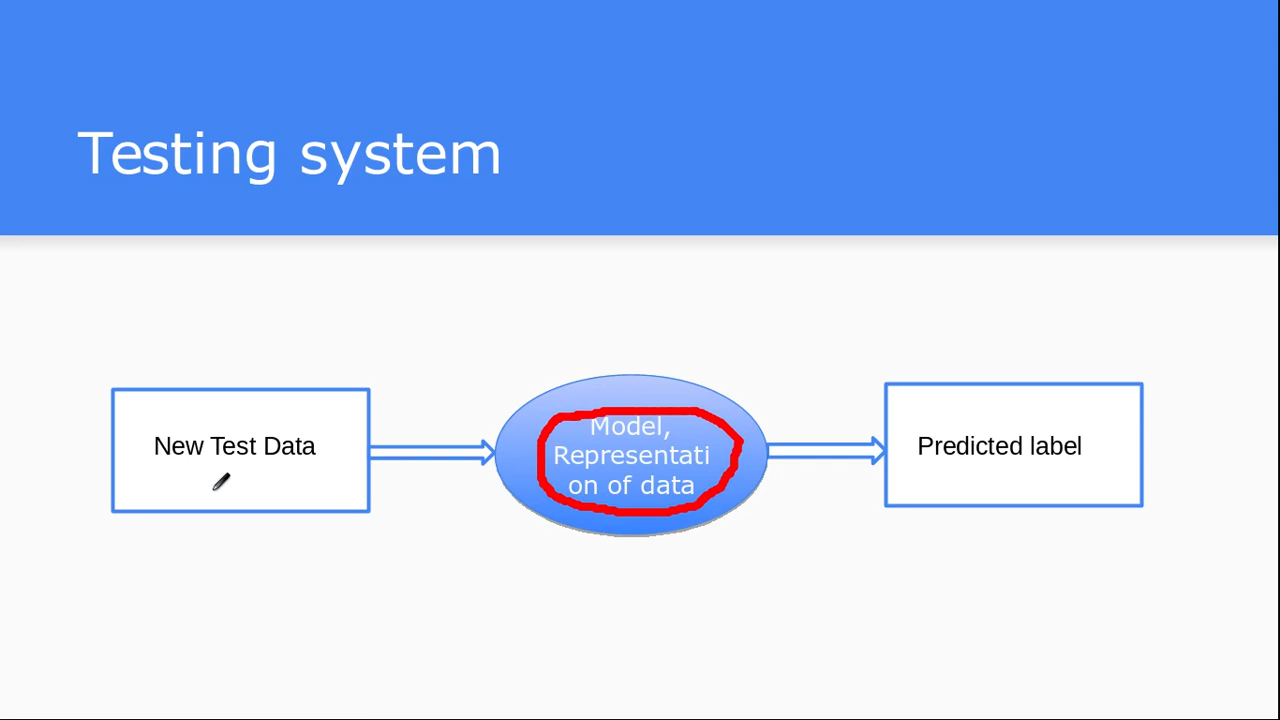 Testing system
New Test Data
Model,
Representati
on of data
Predicted label